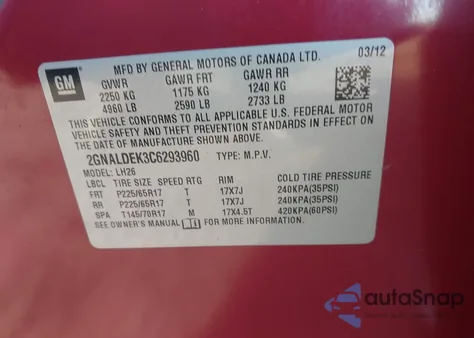 GM
MFD BY GENERAL MOTORS OF CANADA LTD. 03/12
GVWR GAWR FRT GAWR RR
2250 KG 1175 KG 1240 KG
4960 LB 2590 LB 2733 LB
THIS VEHICLE CONFORMS TO ALL APPLICABLE U.S. FEDERAL MOTOR
VEHICLE SAFETY AND THEFT PREVENTION STANDARDS IN EFFECT ON
THE DATE OF MANUFACTURE SHOWN ABOVE.
2GNALDEK3C6293960 TYPE: M.P.V.
MODEL: LH26
LBCL TIRE SIZE SPEED RTG RIM COLD TIRE PRESSURE
FRT P225/65R17 T 17X7J 240KPA(35PSI)
RR P225/65R17 T 17X7J 240KPA(35PSI)
SPA T145/70R17 M 17X4.5T 420KPA(60PSI)
SEE OWNER'S MANUAL FOR MORE INFORMATION.
autoSnap